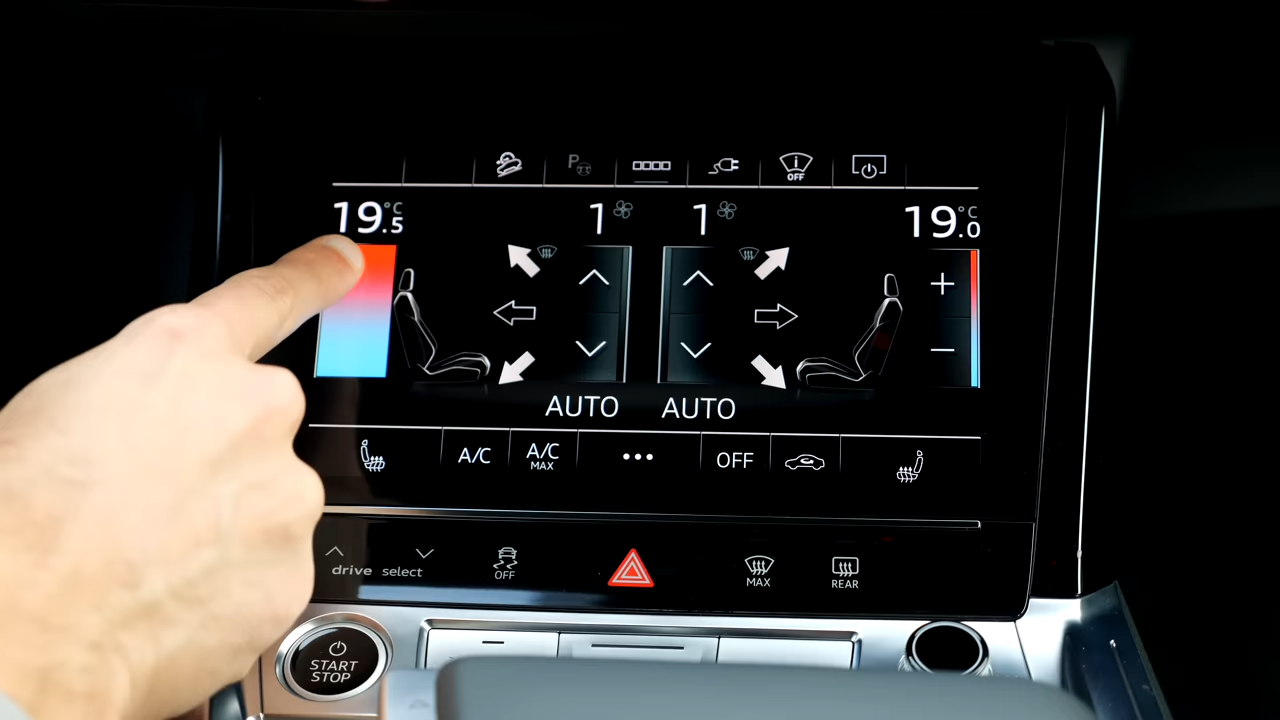 P
OFF
19.5 °C
1
1
19.0 °C
AUTO
AUTO
A/C
A/C
MAX
OFF
drive select
OFF
MAX
REAR
START
STOP